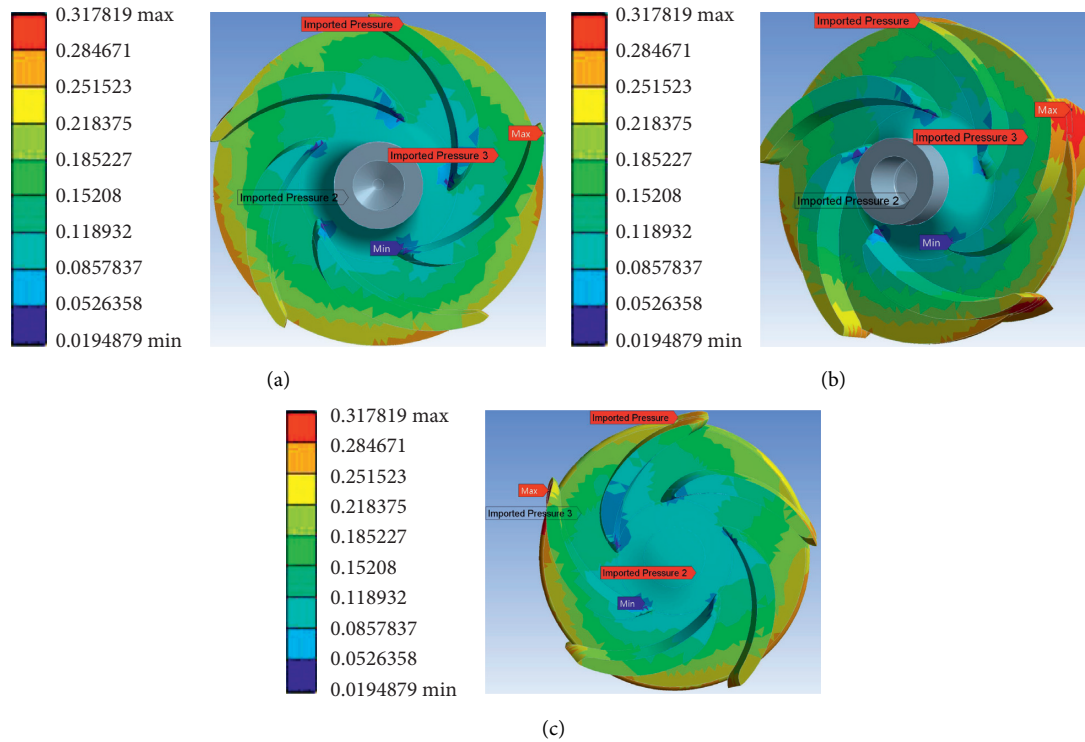 0.317819 max
0.284671
0.251523
0.218375
0.185227
0.15208
0.118932
0.0857837
0.0526358
0.0194879 min
Imported Pressure
Max
Imported Pressure 3
Imported Pressure 2
Min
(a)
0.317819 max
0.284671
0.251523
0.218375
0.185227
0.15208
0.118932
0.0857837
0.0526358
0.0194879 min
Imported Pressure
Max
Imported Pressure 3
Imported Pressure 2
Min
(b)
0.317819 max
0.284671
0.251523
0.218375
0.185227
0.15208
0.118932
0.0857837
0.0526358
0.0194879 min
Imported Pressure
Max
Imported Pressure 3
Imported Pressure 2
Min
(c)